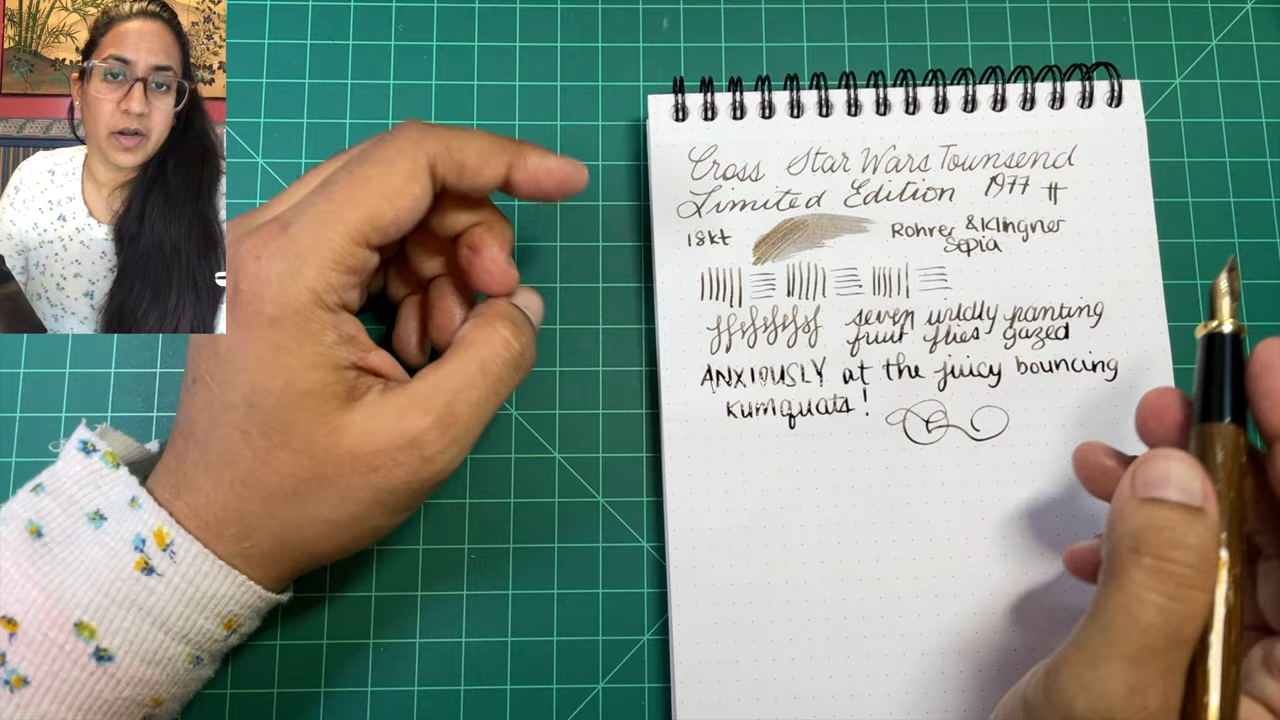 Cross Star Wars Townsend
Limited Edition 1977 #
18kt
Rohrer & Klingner
Sepia
seven wildly panting
fruit flies gazed
ANXIOUSLY at the juicy bouncing
kumquats!